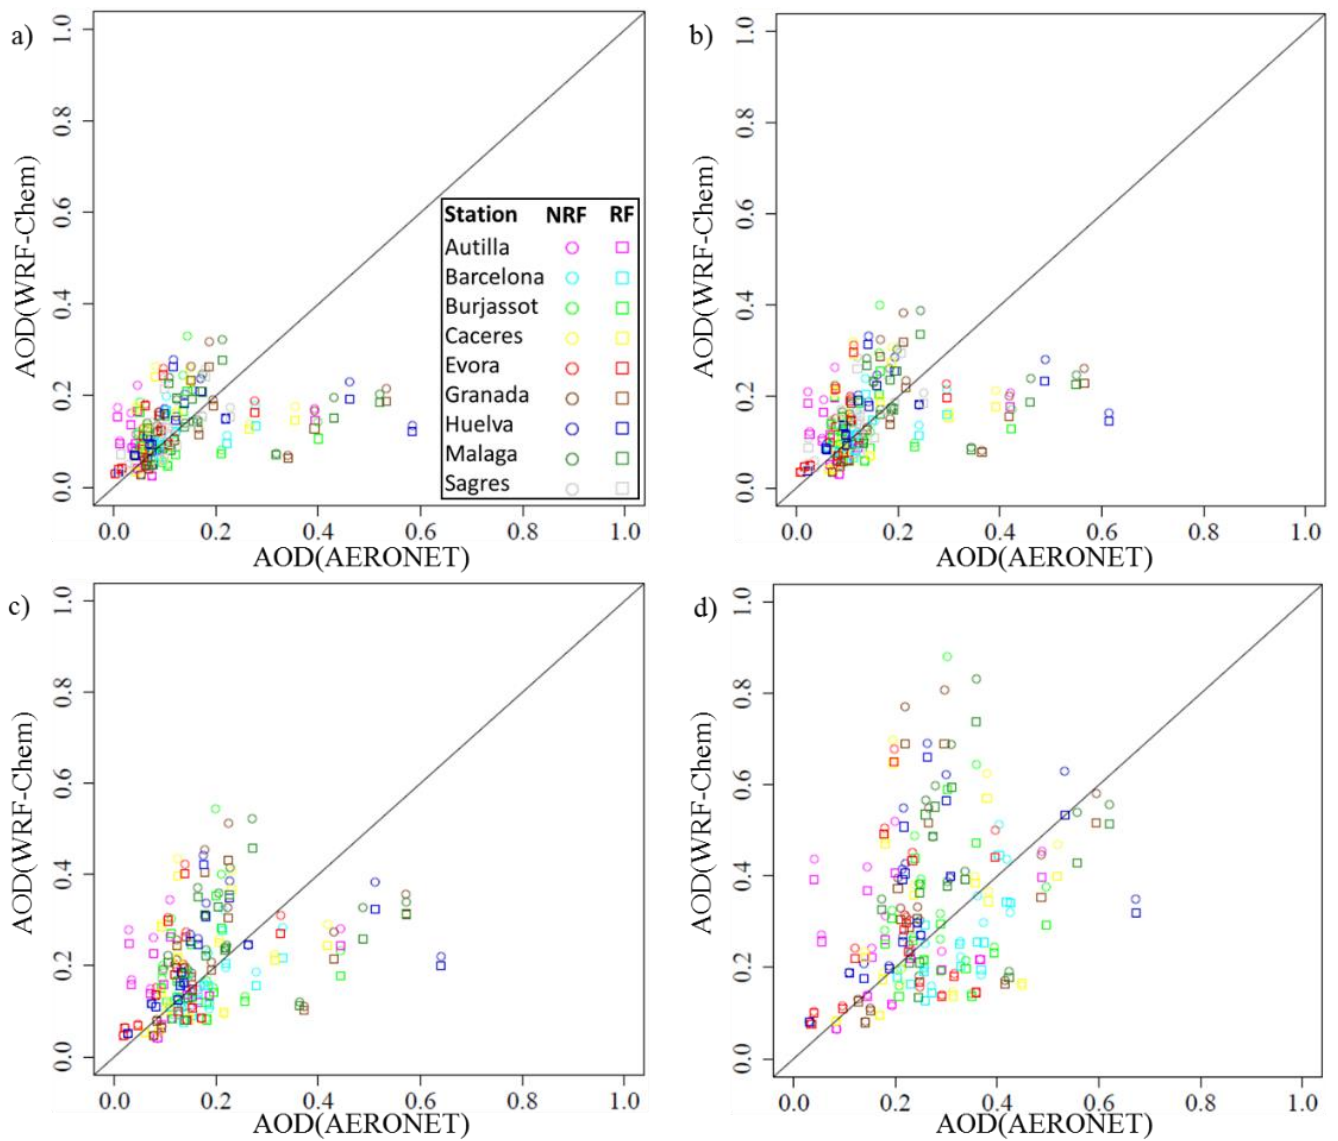 a)
AOD(WRF-Chem)
1.0
0.8
0.6
0.4
0.2
0.0
Station NRF RF
Autilla
Barcelona
Burjassot
Caceres
Evora
Granada
Huelva
Malaga
Sagres
0.0 0.2 0.4 0.6 0.8 1.0
AOD(AERONET)
b)
AOD(WRF-Chem)
1.0
0.8
0.6
0.4
0.2
0.0
0.0 0.2 0.4 0.6 0.8 1.0
AOD(AERONET)
c)
AOD(WRF-Chem)
1.0
0.8
0.6
0.4
0.2
0.0
0.0 0.2 0.4 0.6 0.8 1.0
AOD(AERONET)
d)
AOD(WRF-Chem)
1.0
0.8
0.6
0.4
0.2
0.0
0.0 0.2 0.4 0.6 0.8 1.0
AOD(AERONET)